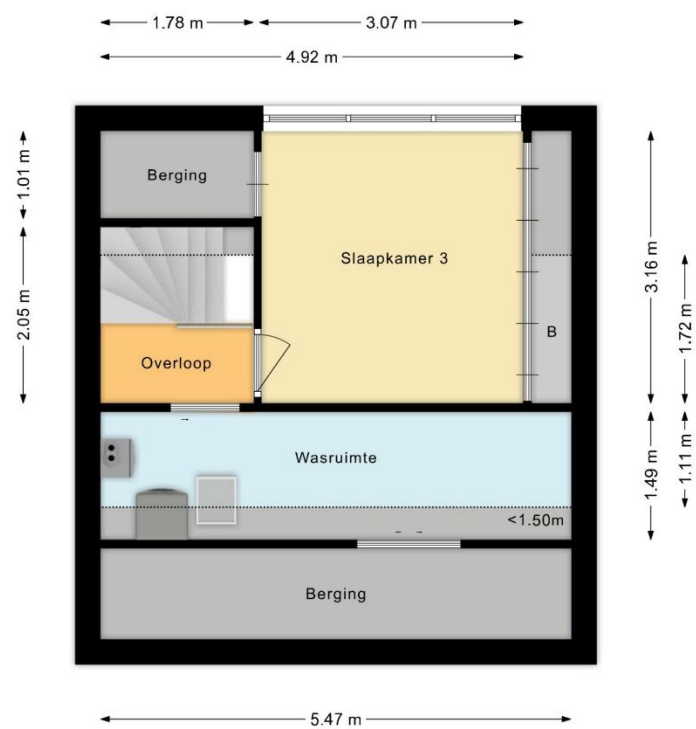 1.78 m
3.07 m
4.92 m
1.01 m
Berging
2.05 m
Slaapkamer 3
3.16 m
1.72 m
B
Overloop
Wasruimte
1.49 m
1.11 m
<1.50m
Berging
5.47 m